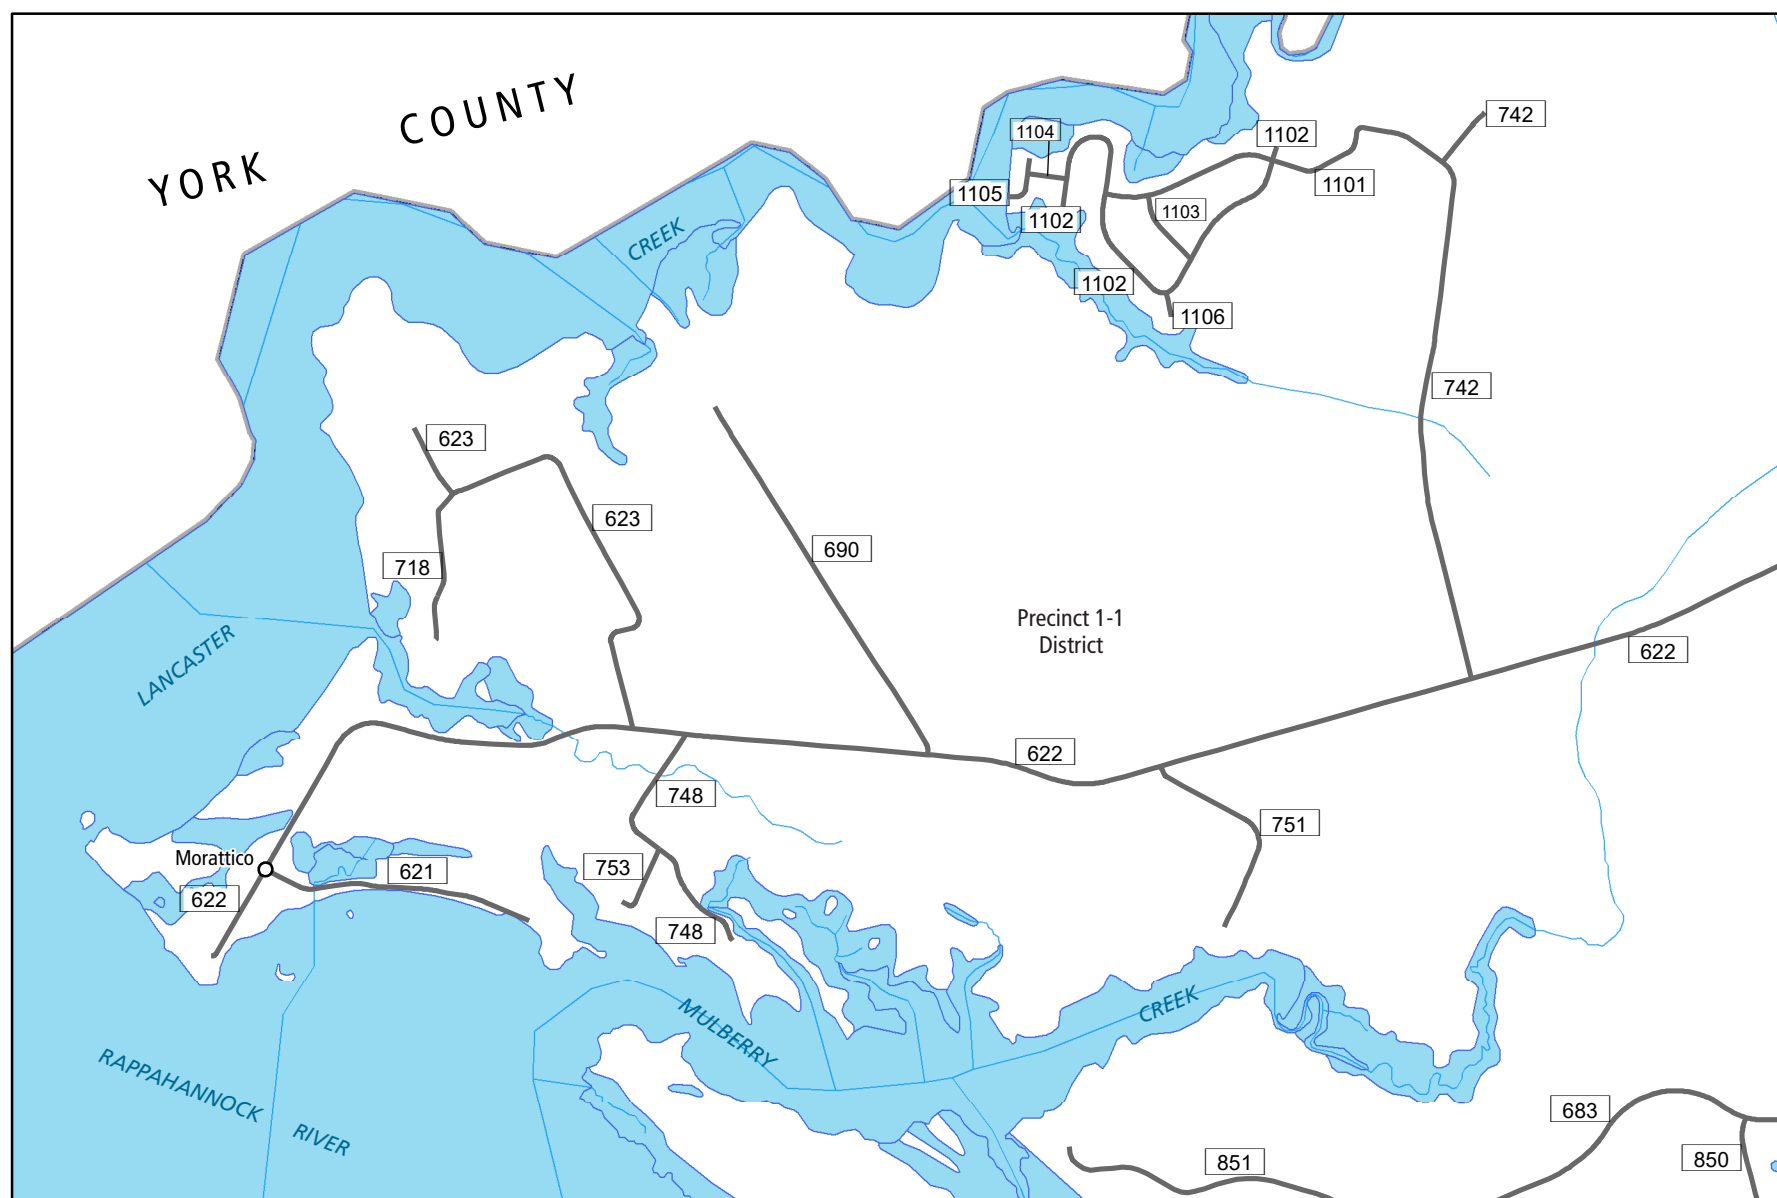 YORK COUNTY
742
1104
1102
1101
1105
1102
1103
CREEK
1102
1106
742
623
623
690
718
Precinct 1-1
District
622
LANCASTER
622
748
751
Morattico
621
753
622
748
CREEK
MULBERRY
RAPPAHANNOCK RIVER
683
850
851